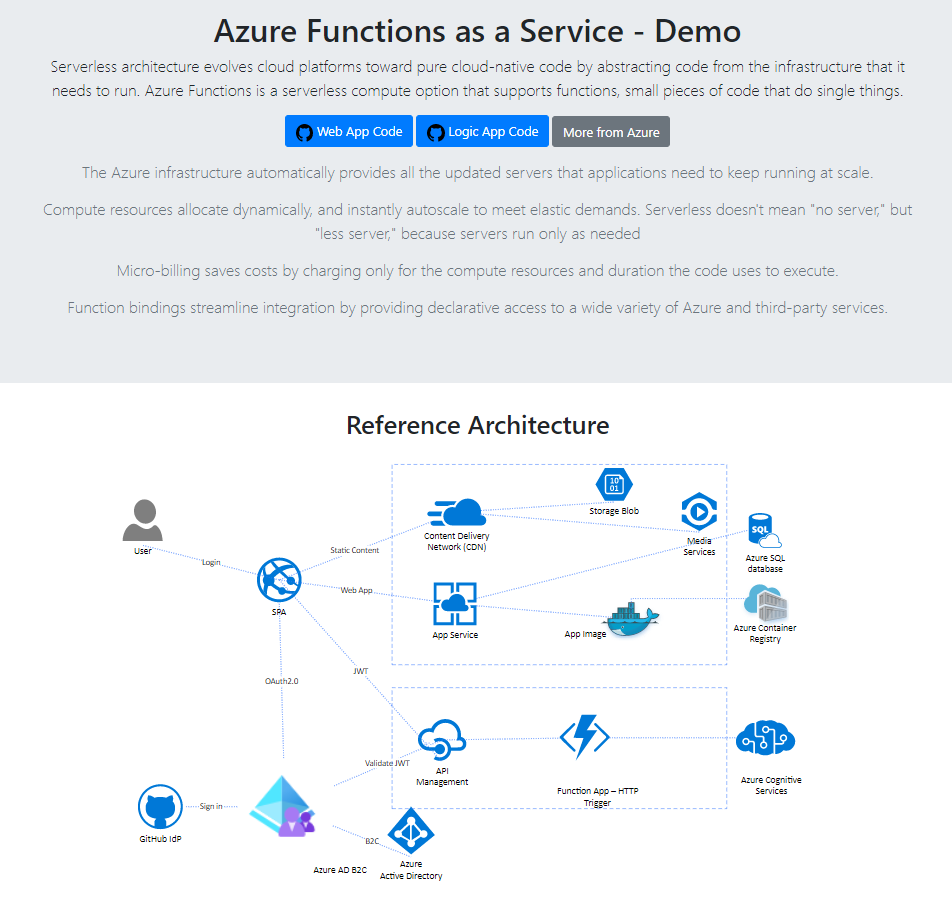 Azure Functions as a Service - Demo
Serverless architecture evolves cloud platforms toward pure cloud-native code by abstracting code from the infrastructure that it
needs to run. Azure Functions is a serverless compute option that supports functions, small pieces of code that do single things.
Web App Code
Logic App Code
More from Azure
The Azure infrastructure automatically provides all the updated servers that applications need to keep running at scale.
Compute resources allocate dynamically, and instantly autoscale to meet elastic demands. Serverless doesn't mean "no server," but
"less server," because servers run only as needed
Micro-billing saves costs by charging only for the compute resources and duration the code uses to execute.
Function bindings streamline integration by providing declarative access to a wide variety of Azure and third-party services.
Reference Architecture
10
01
Storage Blob
Content Delivery
Network (CDN)
Media
Services
SQL
Azure SQL
database
User
Static Content
Login
Web App
SPA
App Service
App Image
Azure Container
Registry
JWT
OAuth2.0
Validate JWT
API
Management
Function App – HTTP
Trigger
Azure Cognitive
Services
Sign in
GitHub IdP
B2C
Azure AD B2C
Azure
Active Directory